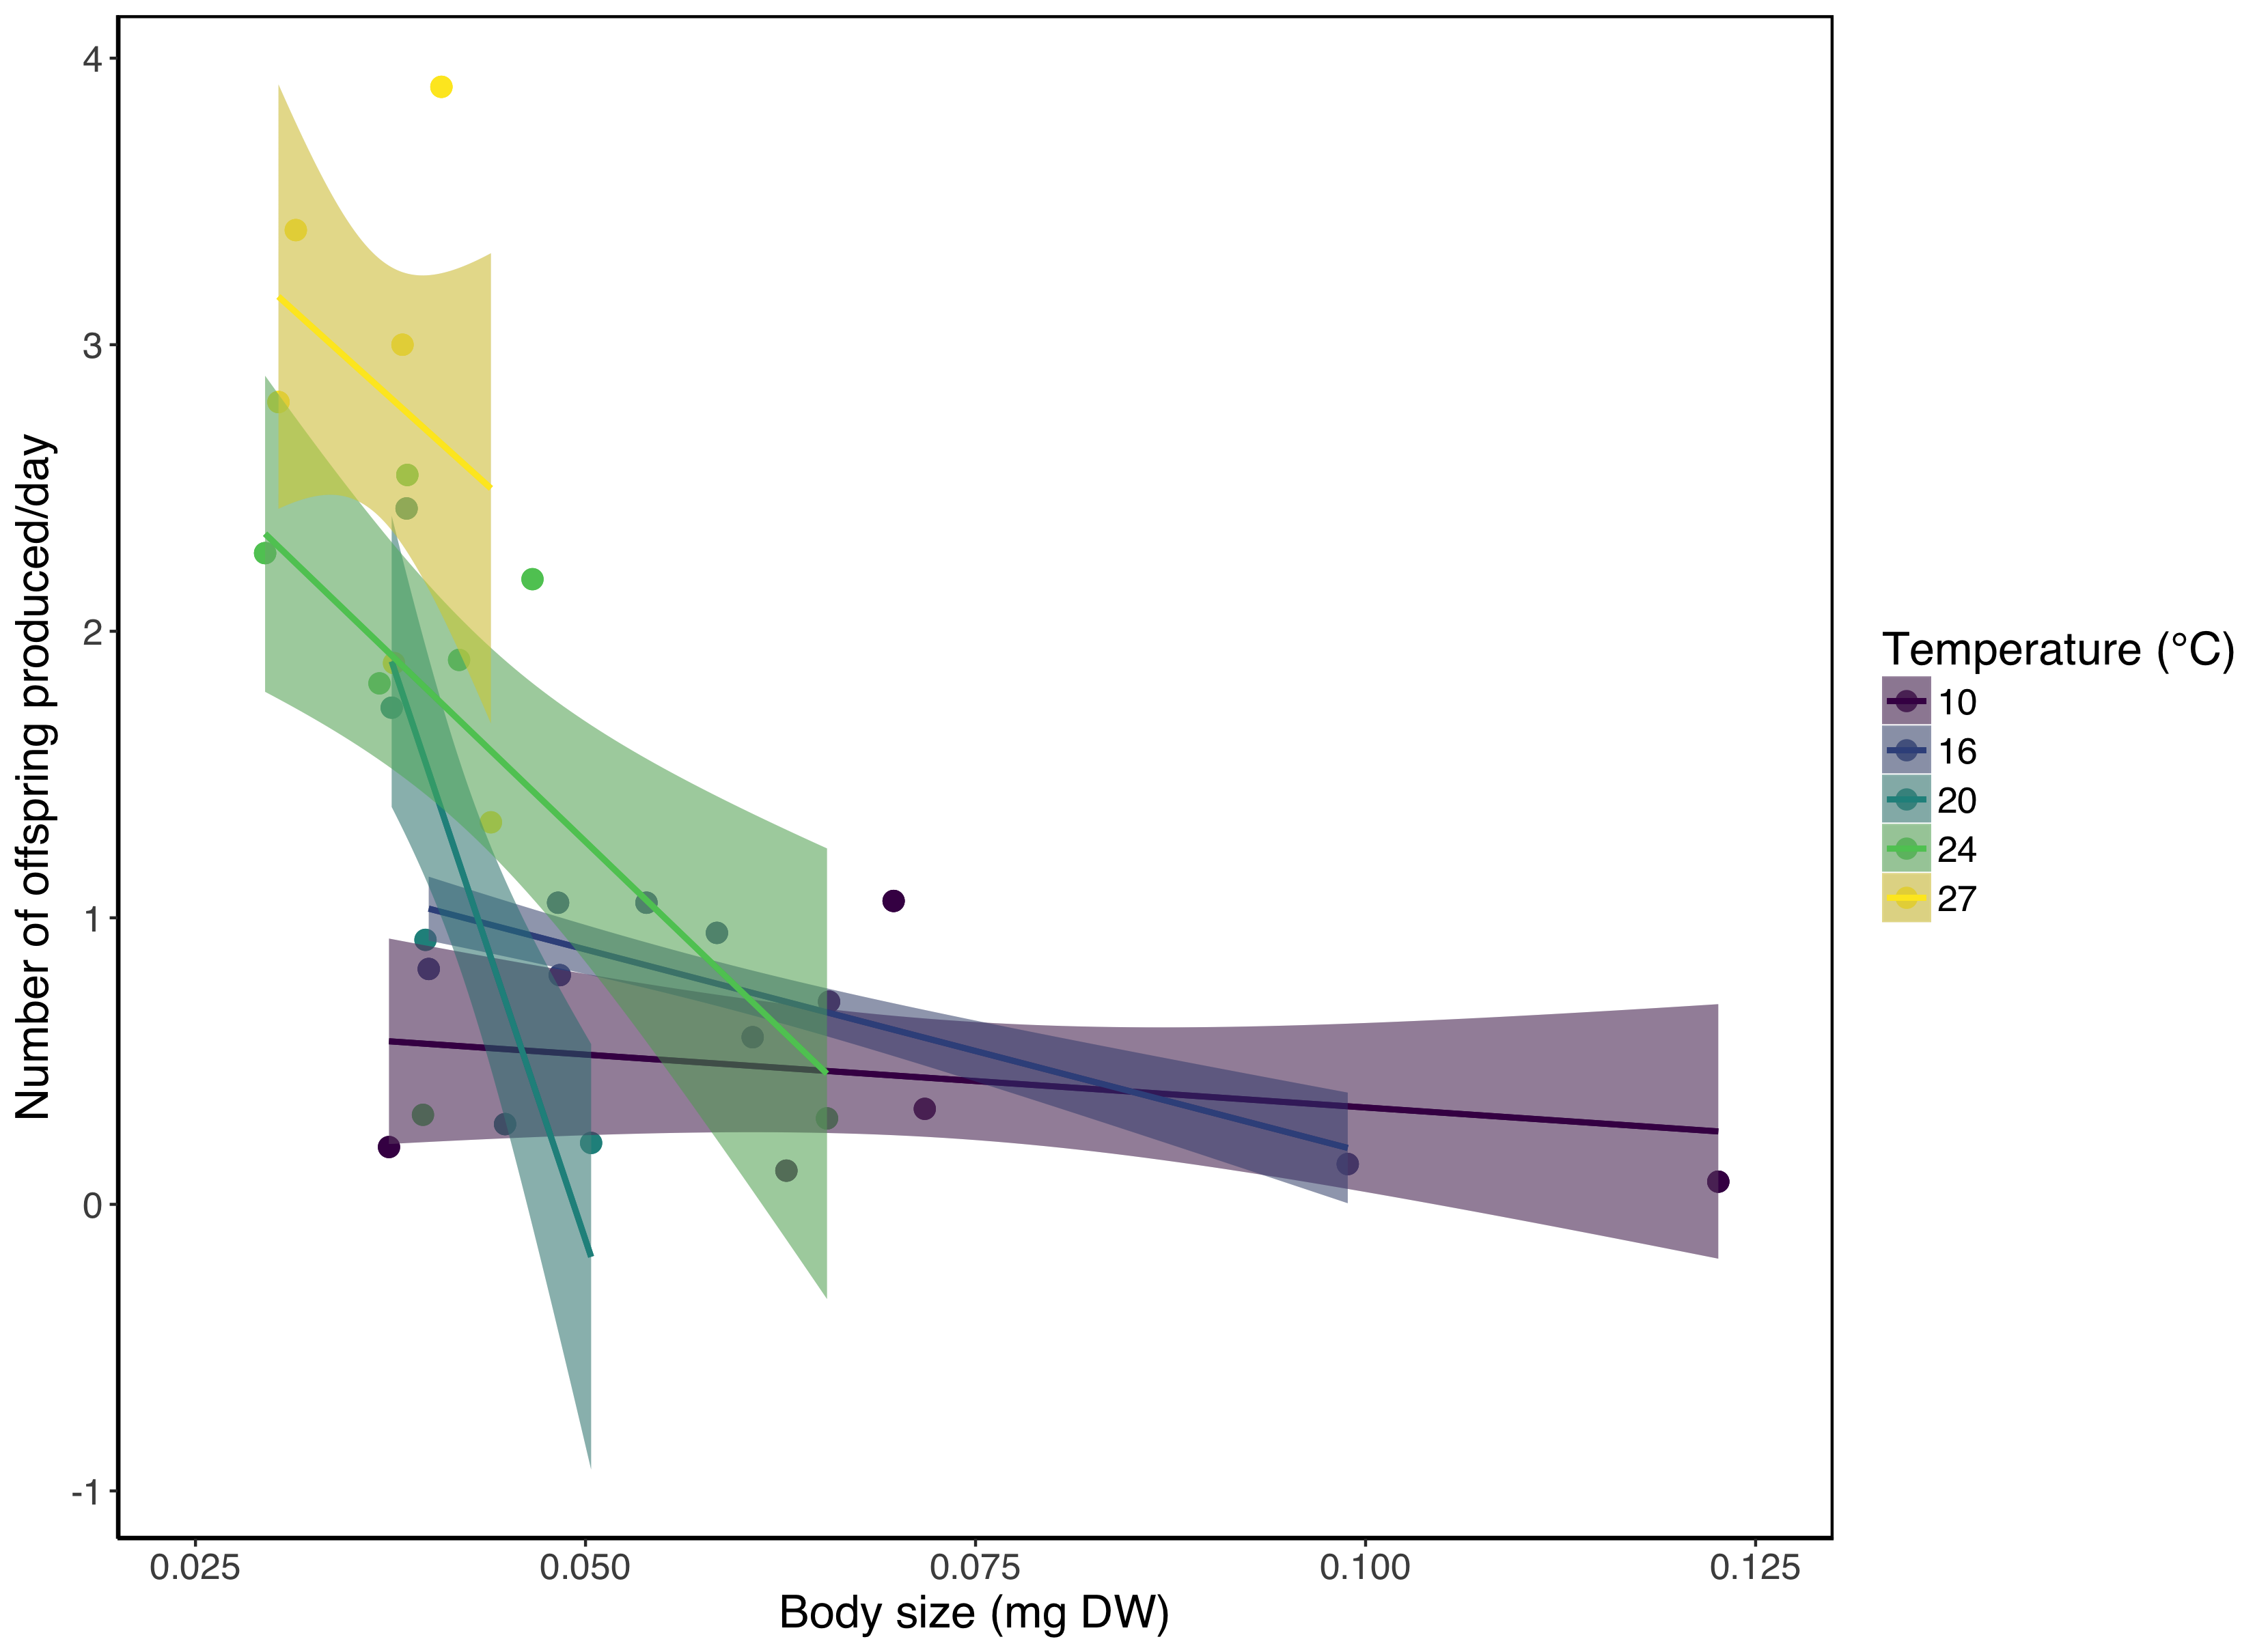 4
3
2
1
0
-1
Number of offspring produced/day
0.025 0.050 0.075 0.100 0.125
Body size (mg DW)
Temperature (°C)
10
16
20
24
27